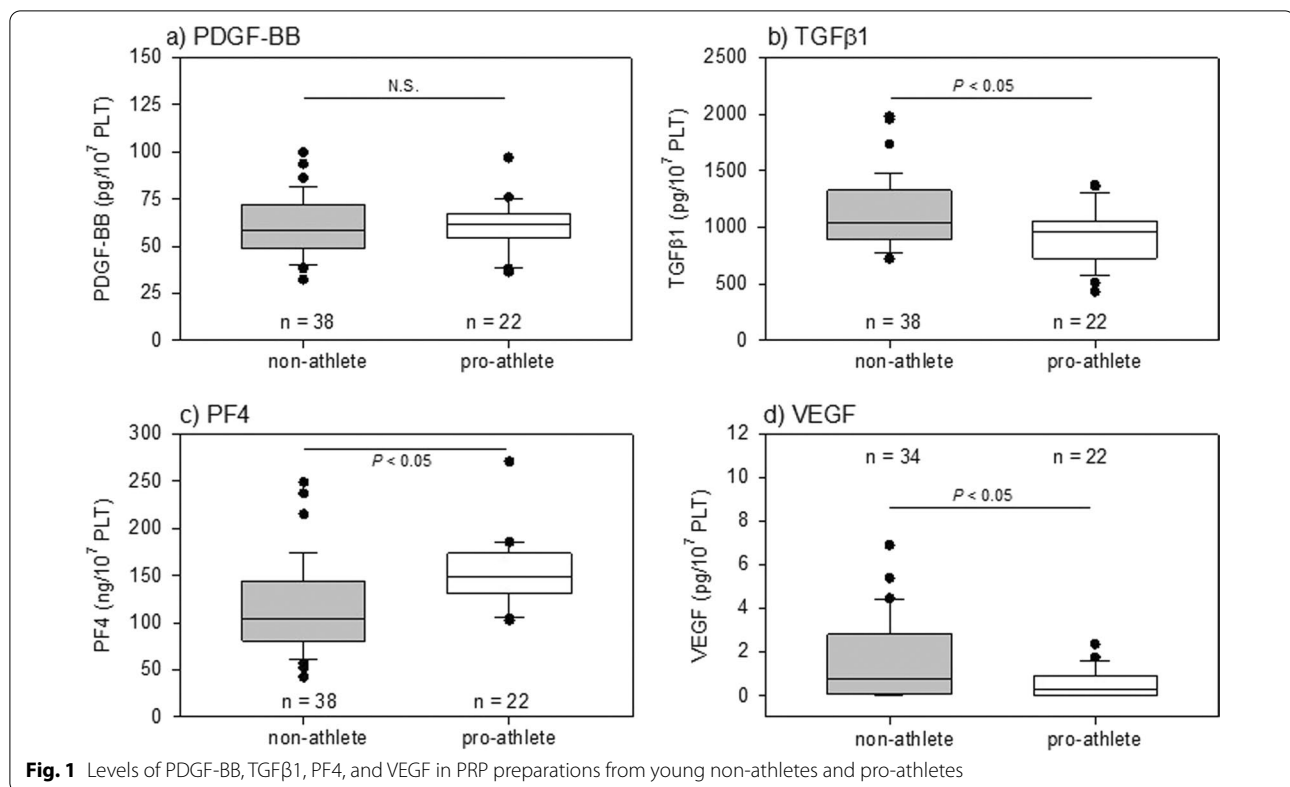 a) PDGF-BB
150
125
100
75
50
25
0
PDGF-BB (pg/10⁷ PLT)
N.S.
n = 38
n = 22
non-athlete
pro-athlete
b) TGFβ1
2500
2000
1500
1000
500
0
TGFβ1 (pg/10⁷ PLT)
P < 0.05
n = 38
n = 22
non-athlete
pro-athlete
c) PF4
300
250
200
150
100
50
0
PF4 (ng/10⁷ PLT)
P < 0.05
n = 38
n = 22
non-athlete
pro-athlete
d) VEGF
12
10
8
6
4
2
0
VEGF (pg/10⁷ PLT)
n = 34
n = 22
P < 0.05
non-athlete
pro-athlete
Fig. 1 Levels of PDGF-BB, TGFβ1, PF4, and VEGF in PRP preparations from young non-athletes and pro-athletes